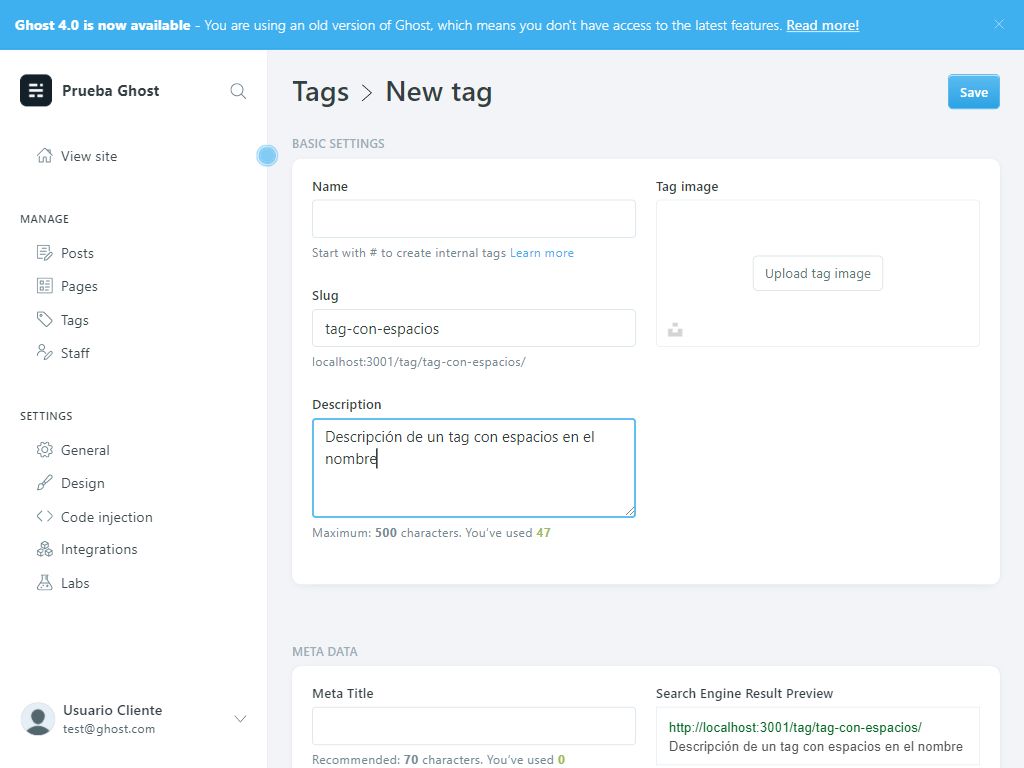 Ghost 4.0 is now available - You are using an old version of Ghost, which means you don't have access to the latest features. Read more!
Prueba Ghost
View site
MANAGE
Posts
Pages
Tags
Staff
SETTINGS
General
Design
Code injection
Integrations
Labs
Usuario Cliente
test@ghost.com
Tags > New tag
Save
BASIC SETTINGS
Name
Start with # to create internal tags Learn more
Slug
tag-con-espacios
localhost:3001/tag/tag-con-espacios/
Description
Descripción de un tag con espacios en el
nombre
Maximum: 500 characters. You've used 47
Tag image
Upload tag image
META DATA
Meta Title
Recommended: 70 characters. You've used 0
Search Engine Result Preview
http://localhost:3001/tag/tag-con-espacios/
Descripción de un tag con espacios en el nombre